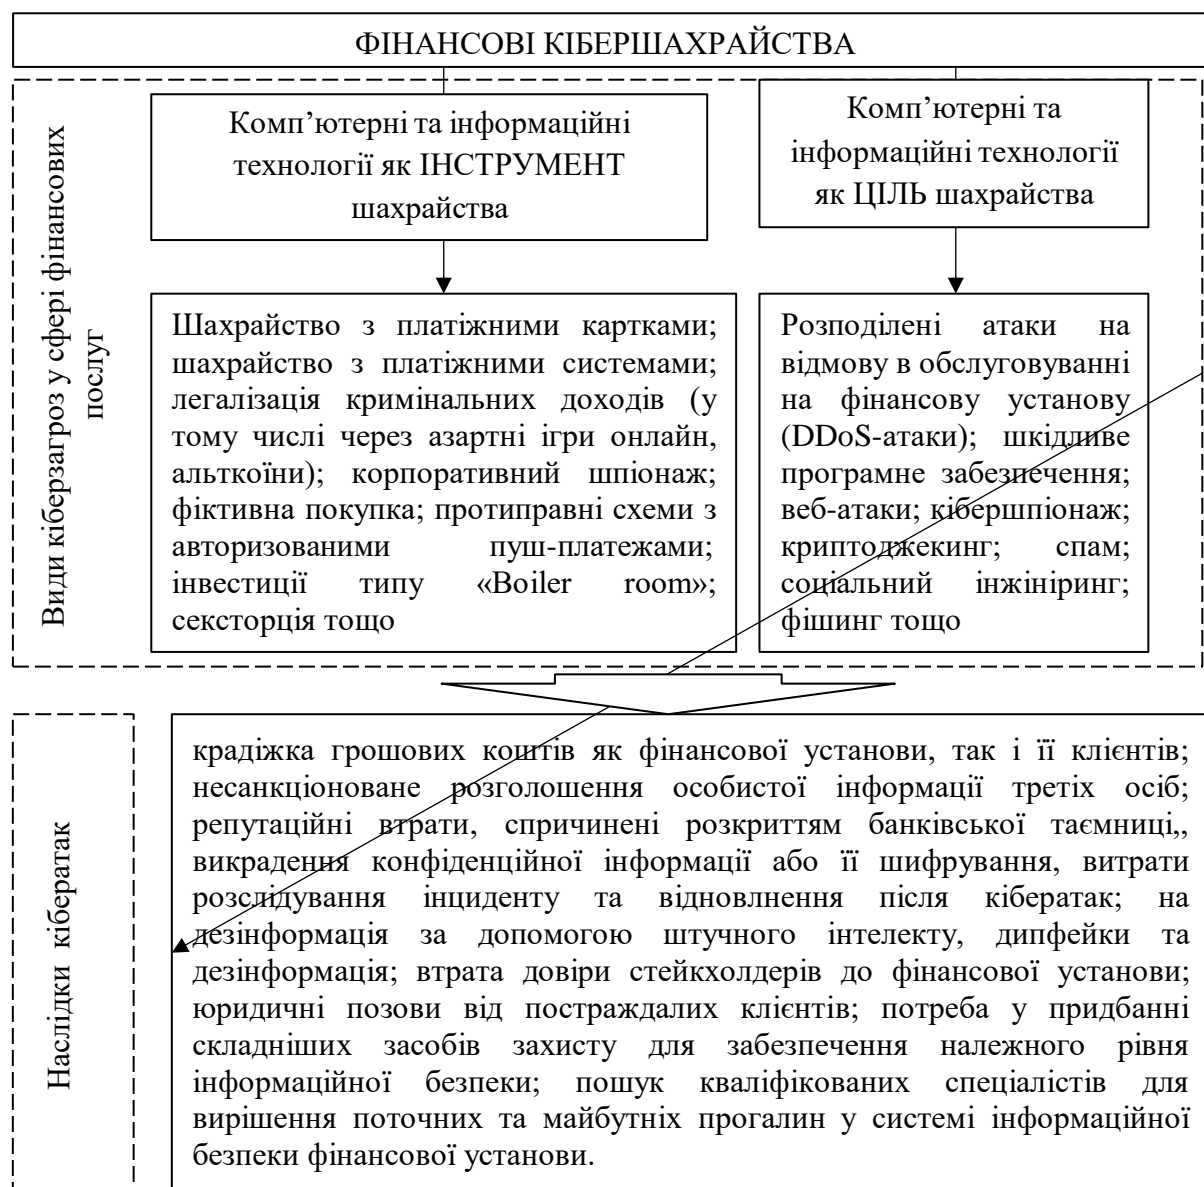 ФІНАНСОВІ КІБЕРШАХРАЙСТВА
Види кіберзагроз у сфері фінансових
послуг
Комп’ютерні та інформаційні
технології як ІНСТРУМЕНТ
шахрайства
Комп’ютерні та
інформаційні технології
як ЦІЛЬ шахрайства
Шахрайство з платіжними картками;
шахрайство з платіжними системами;
легалізація кримінальних доходів (у
тому числі через азартні ігри онлайн,
альткоїни); корпоративний шпіонаж;
фіктивна покупка; протиправні схеми з
авторизованими пуш-платежами;
інвестиції типу «Boiler room»;
сексторція тощо
Розподілені атаки на
відмову в обслуговуванні
на фінансову установу
(DDoS-атаки); шкідливе
програмне забезпечення;
веб-атаки; кібершпіонаж;
криптоджекинг; спам;
соціальний інжініринг;
фішинг тощо
Наслідки кібератак
крадіжка грошових коштів як фінансової установи, так і її клієнтів;
несанкціоноване розголошення особистої інформації третіх осіб;
репутаційні втрати, спричинені розкриттям банківської таємниці,,
викрадення конфіденційної інформації або її шифрування, витрати
розслідування інциденту та відновлнення після кібератак; на
дезінформація за допомогою штучного інтелекту, дипфейки та
дезінформація; втрата довіри стейкхолдерів до фінансової установи;
юридичні позови від постраждалих клієнтів; потреба у придбанні
складніших засобів захисту для забезпечення належного рівня
інформаційної безпеки; пошук кваліфікованих спеціалістів для
вирішення поточних та майбутніх прогалин у системі інформаційної
безпеки фінансової установи.